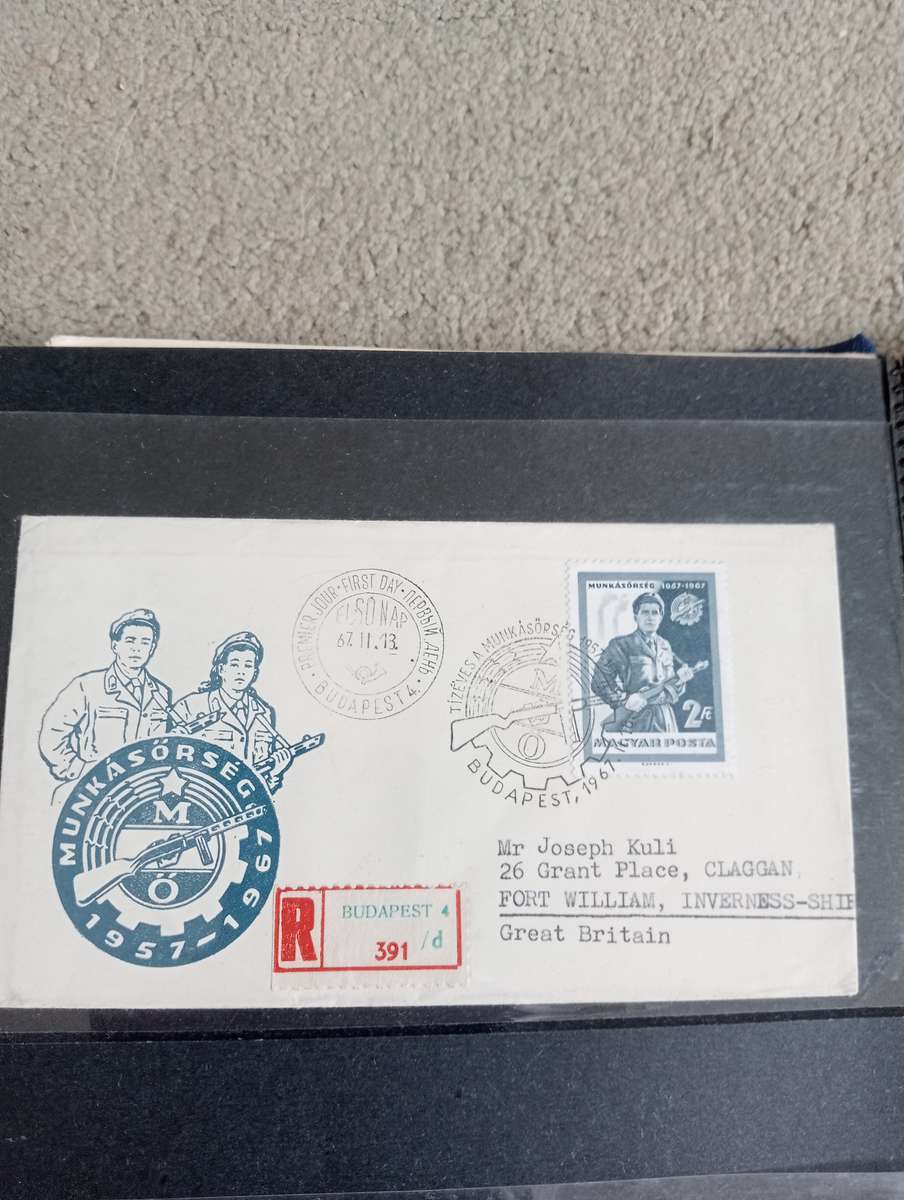 MUNKÁSŐRSÉG
M
Ő
1957-1967
PREMIER JOUR · FIRST DAY · ПЕРВЫЙ ДЕНЬ
ELSŐ NAP
67. II. 13.
BUDAPEST 4.
TÍZÉVES A MUNKÁSŐRSÉG
M
Ő
BUDAPEST, 1967.
MUNKÁSŐRSÉG 1957-1967
2Ft
MAGYAR POSTA
R
BUDAPEST 4
391 /d
Mr Joseph Kuli
26 Grant Place, CLAGGAN,
FORT WILLIAM, INVERNESS-SHIR
Great Britain